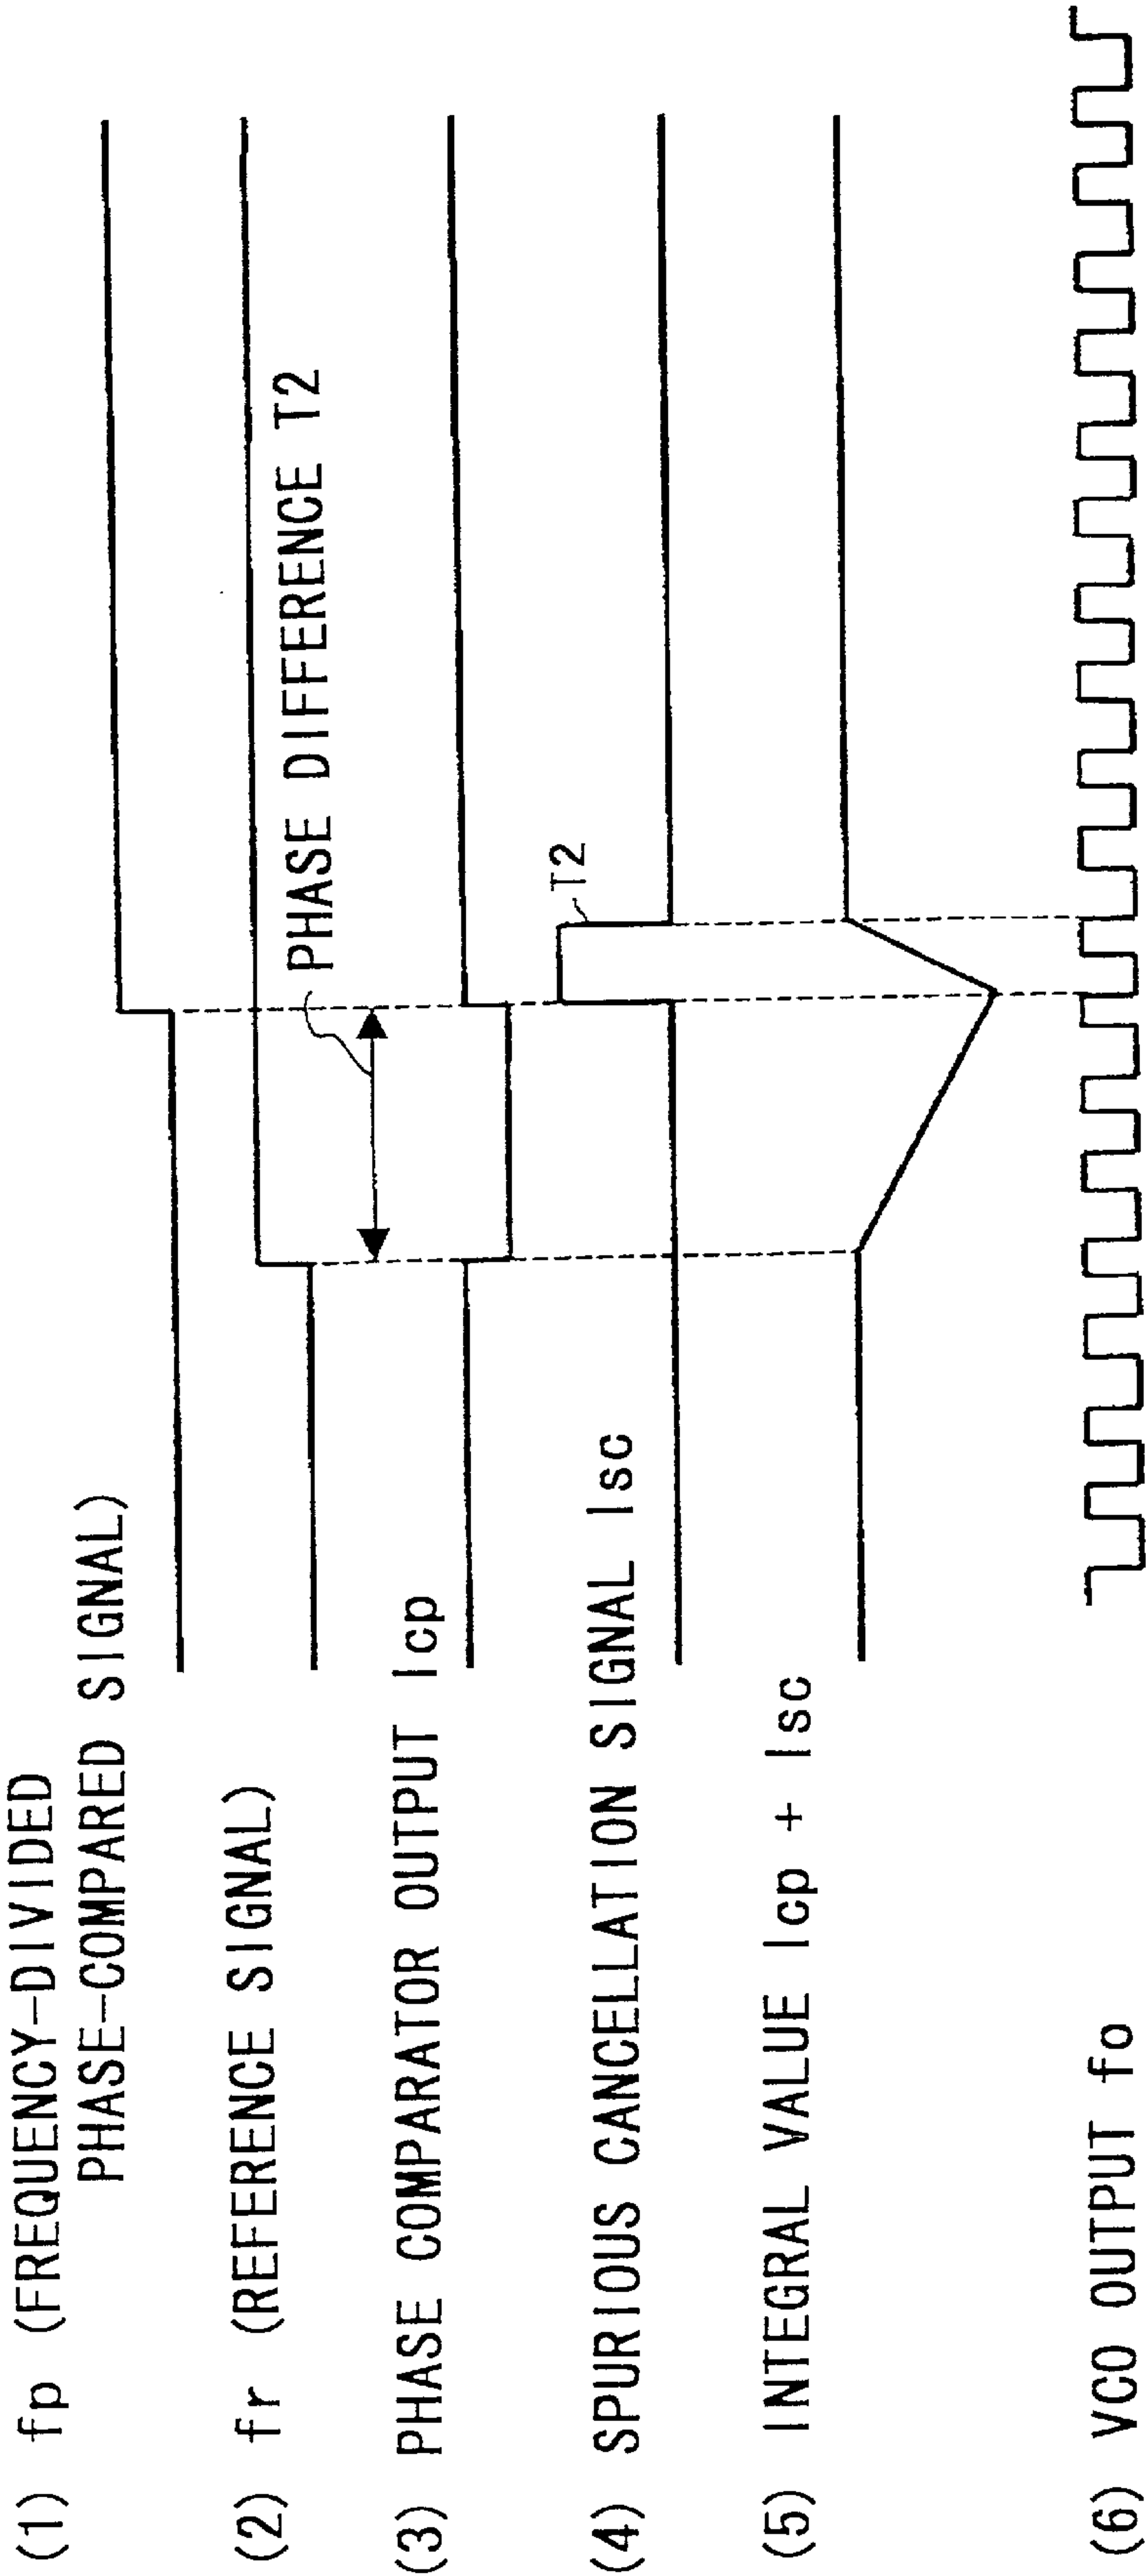 (1) fp (FREQUENCY-DIVIDED
PHASE-COMPARED SIGNAL)
(2) fr (REFERENCE SIGNAL)
PHASE DIFFERENCE T2
(3) PHASE COMPARATOR OUTPUT Icp
(4) SPURIOUS CANCELLATION SIGNAL Isc
T2
(5) INTEGRAL VALUE Icp + Isc
(6) VCO OUTPUT fo